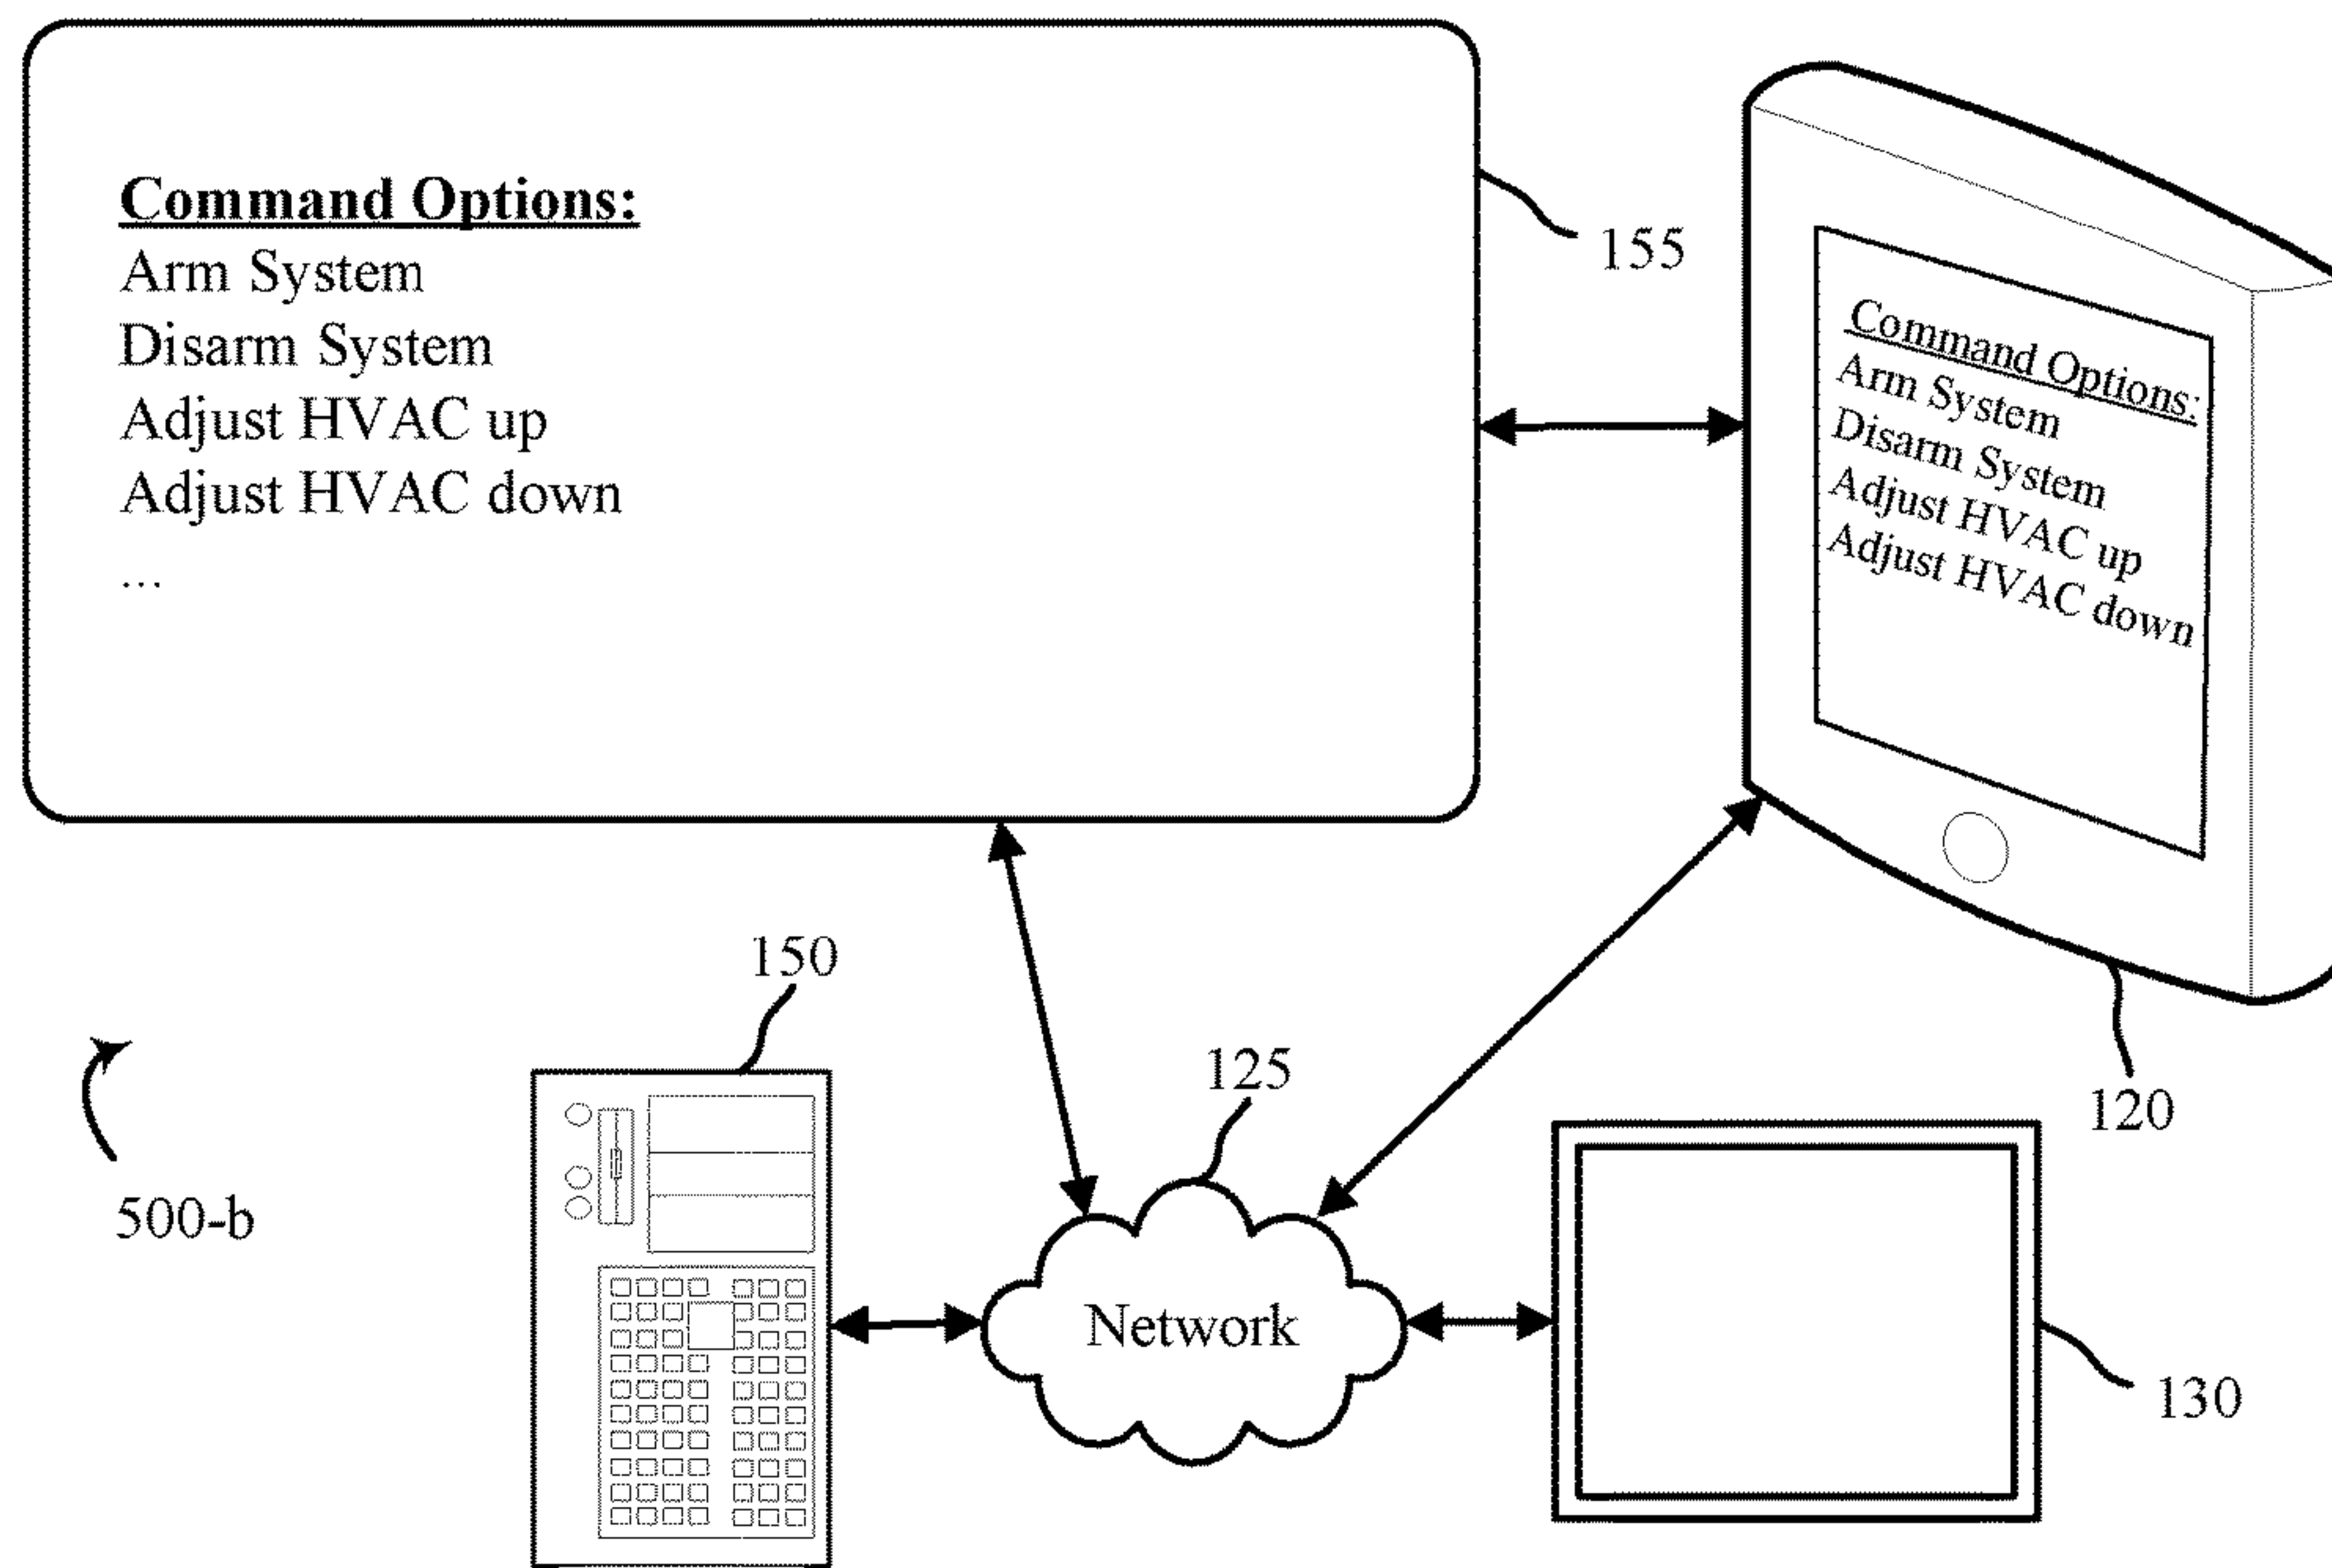 Command Options:
Arm System
Disarm System
Adjust HVAC up
Adjust HVAC down
...
155
Command Options:
Arm System
Disarm System
Adjust HVAC up
Adjust HVAC down
120
150
125
500-b
Network
130